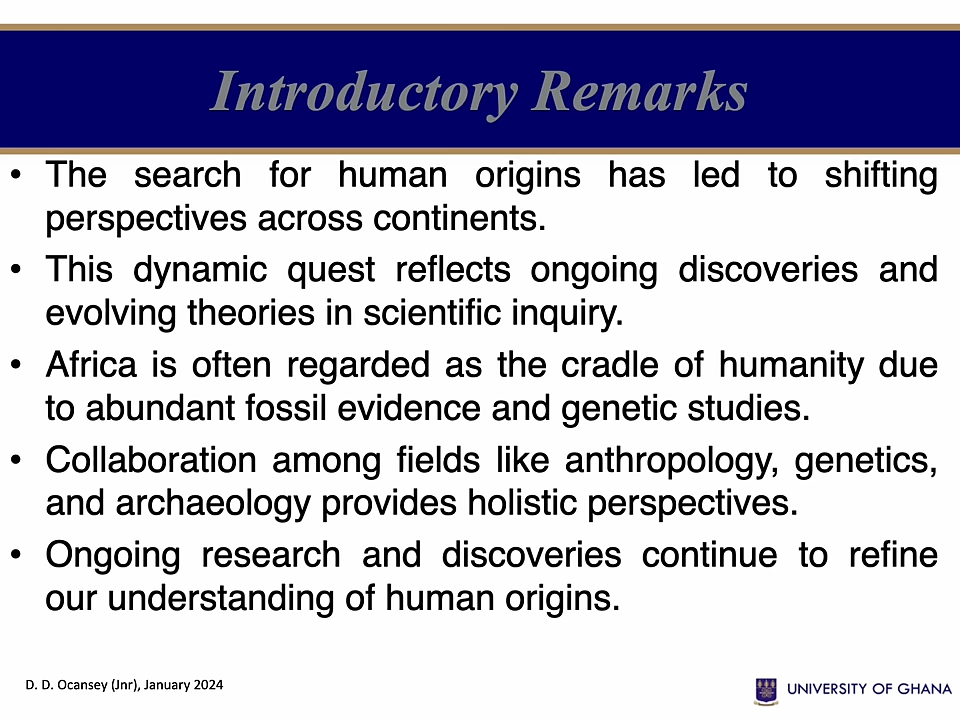 Introductory Remarks
• The search for human origins has led to shifting
perspectives across continents.
• This dynamic quest reflects ongoing discoveries and
evolving theories in scientific inquiry.
• Africa is often regarded as the cradle of humanity due
to abundant fossil evidence and genetic studies.
• Collaboration among fields like anthropology, genetics,
and archaeology provides holistic perspectives.
• Ongoing research and discoveries continue to refine
our understanding of human origins.
D. D. Ocansey (Jnr), January 2024
UNIVERSITY OF GHANA